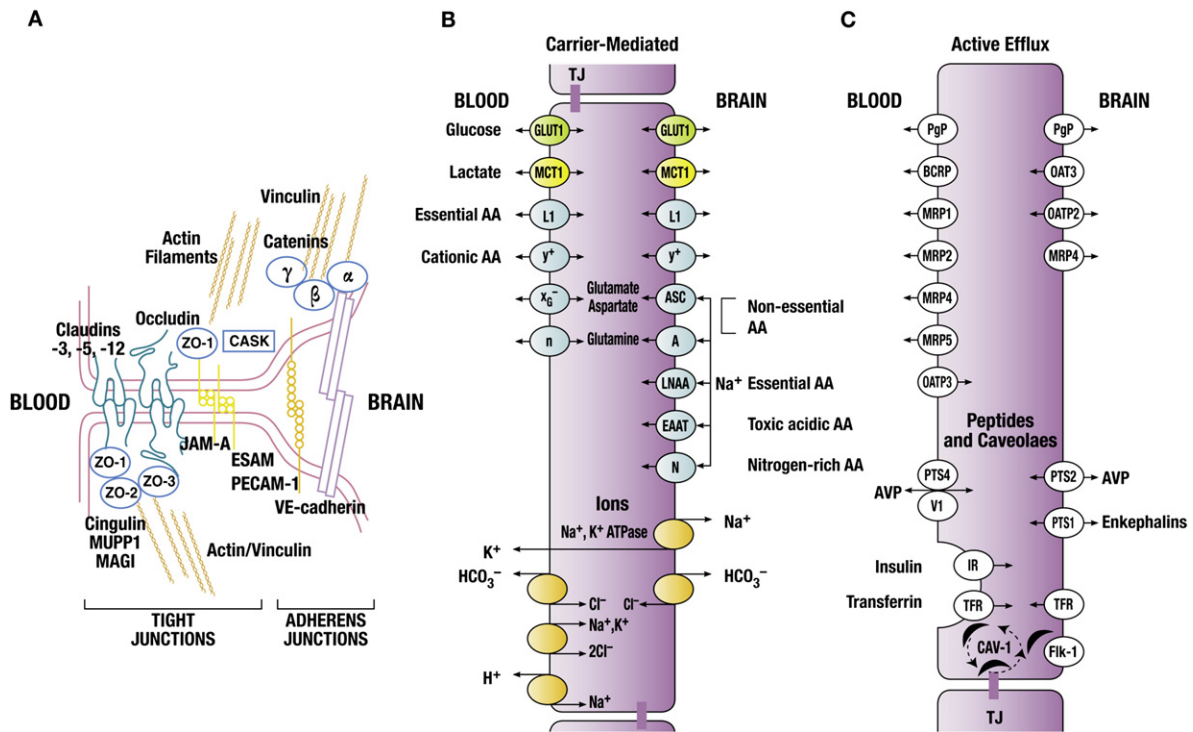 A
Vinculin
Actin
Filaments
Catenins
γ
β
α
Claudins
-3, -5, -12
Occludin
ZO-1
CASK
BLOOD
BRAIN
JAM-A
ESAM
PECAM-1
VE-cadherin
ZO-1
ZO-2
ZO-3
Cingulin
MUPP1
MAGI
Actin/Vinculin
TIGHT
JUNCTIONS
ADHERENS
JUNCTIONS
B
Carrier-Mediated
TJ
BLOOD
BRAIN
Glucose
GLUT1
GLUT1
Lactate
MCT1
MCT1
Essential AA
L1
L1
Cationic AA
y⁺
y⁺
x_G⁻
Glutamate
Aspartate
ASC
Non-essential
AA
n
Glutamine
A
LNAA
Na⁺ Essential AA
EAAT
Toxic acidic AA
N
Nitrogen-rich AA
Ions
Na⁺, K⁺ ATPase
Na⁺
K⁺
HCO₃⁻
HCO₃⁻
Cl⁻
Cl⁻
Na⁺,K⁺
2Cl⁻
H⁺
Na⁺
C
Active Efflux
BLOOD
BRAIN
PgP
PgP
BCRP
OAT3
MRP1
OATP2
MRP2
MRP4
MRP4
MRP5
OATP3
Peptides
and Caveolaes
AVP
PTS4
V1
PTS2
AVP
PTS1
Enkephalins
Insulin
IR
Transferrin
TFR
TFR
CAV-1
Flk-1
TJ